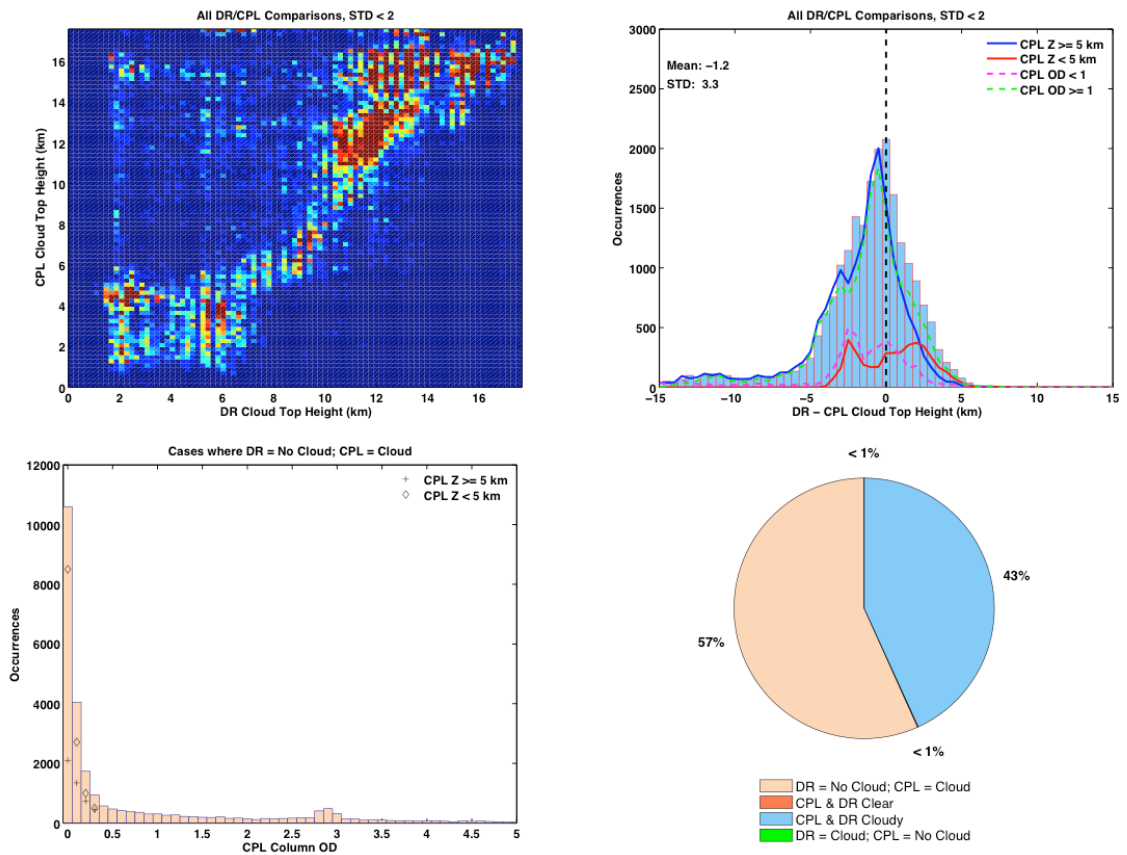 All DR/CPL Comparisons, STD < 2
16
14
12
10
8
6
4
2
0
0 2 4 6 8 10 12 14 16
CPL Cloud Top Height (km)
DR Cloud Top Height (km)
All DR/CPL Comparisons, STD < 2
3000
2500
2000
1500
1000
500
0
−15 −10 −5 0 5 10 15
Occurrences
DR − CPL Cloud Top Height (km)
Mean: −1.2
STD: 3.3
CPL Z >= 5 km
CPL Z < 5 km
CPL OD < 1
CPL OD >= 1
Cases where DR = No Cloud; CPL = Cloud
12000
10000
8000
6000
4000
2000
0
0 0.5 1 1.5 2 2.5 3 3.5 4 4.5 5
Occurrences
CPL Column OD
CPL Z >= 5 km
CPL Z < 5 km
< 1%
43%
57%
< 1%
DR = No Cloud; CPL = Cloud
CPL & DR Clear
CPL & DR Cloudy
DR = Cloud; CPL = No Cloud